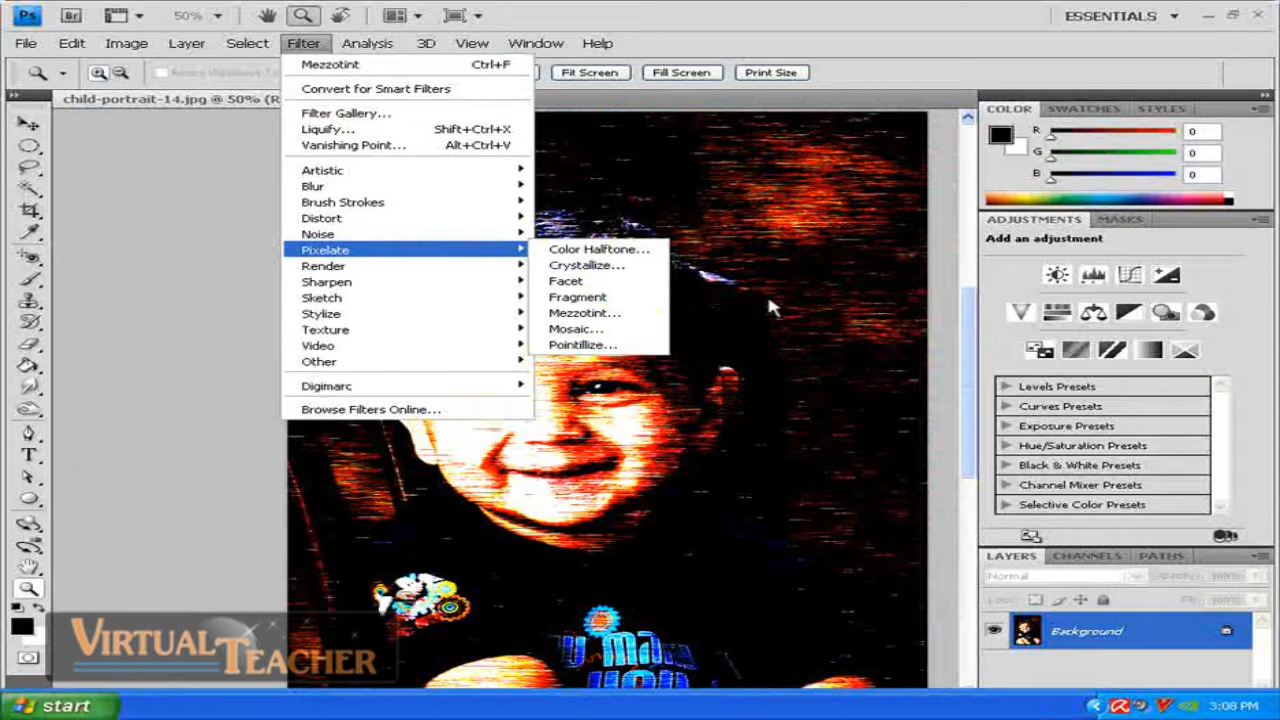 Ps Br 50% ESSENTIALS
File Edit Image Layer Select Filter Analysis 3D View Window Help
Fit Screen Fill Screen Print Size
child-portrait-14.jpg @ 50% (R
Mezzotint Ctrl+F
Convert for Smart Filters
Filter Gallery...
Liquify... Shift+Ctrl+X
Vanishing Point... Alt+Ctrl+V
Artistic
Blur
Brush Strokes
Distort
Noise
Pixelate
Render
Sharpen
Sketch
Stylize
Texture
Video
Other
Digimarc
Browse Filters Online...
Color Halftone...
Crystallize...
Facet
Fragment
Mezzotint...
Mosaic...
Pointillize...
COLOR SWATCHES STYLES
R 0
G 0
B 0
ADJUSTMENTS MASKS
Add an adjustment
Levels Presets
Curves Presets
Exposure Presets
Hue/Saturation Presets
Black & White Presets
Channel Mixer Presets
Selective Color Presets
LAYERS CHANNELS PATHS
Normal Opacity: 100%
Lock: Fill: 100%
Background
VIRTUAL TEACHER
start 3:08 PM